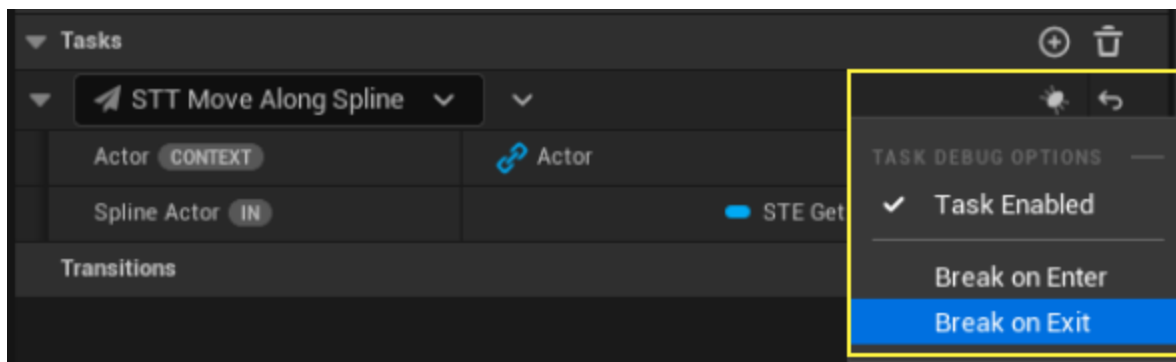 Tasks
STT Move Along Spline
Actor CONTEXT Actor
TASK DEBUG OPTIONS
Spline Actor IN STE Get
Task Enabled
Transitions
Break on Enter
Break on Exit